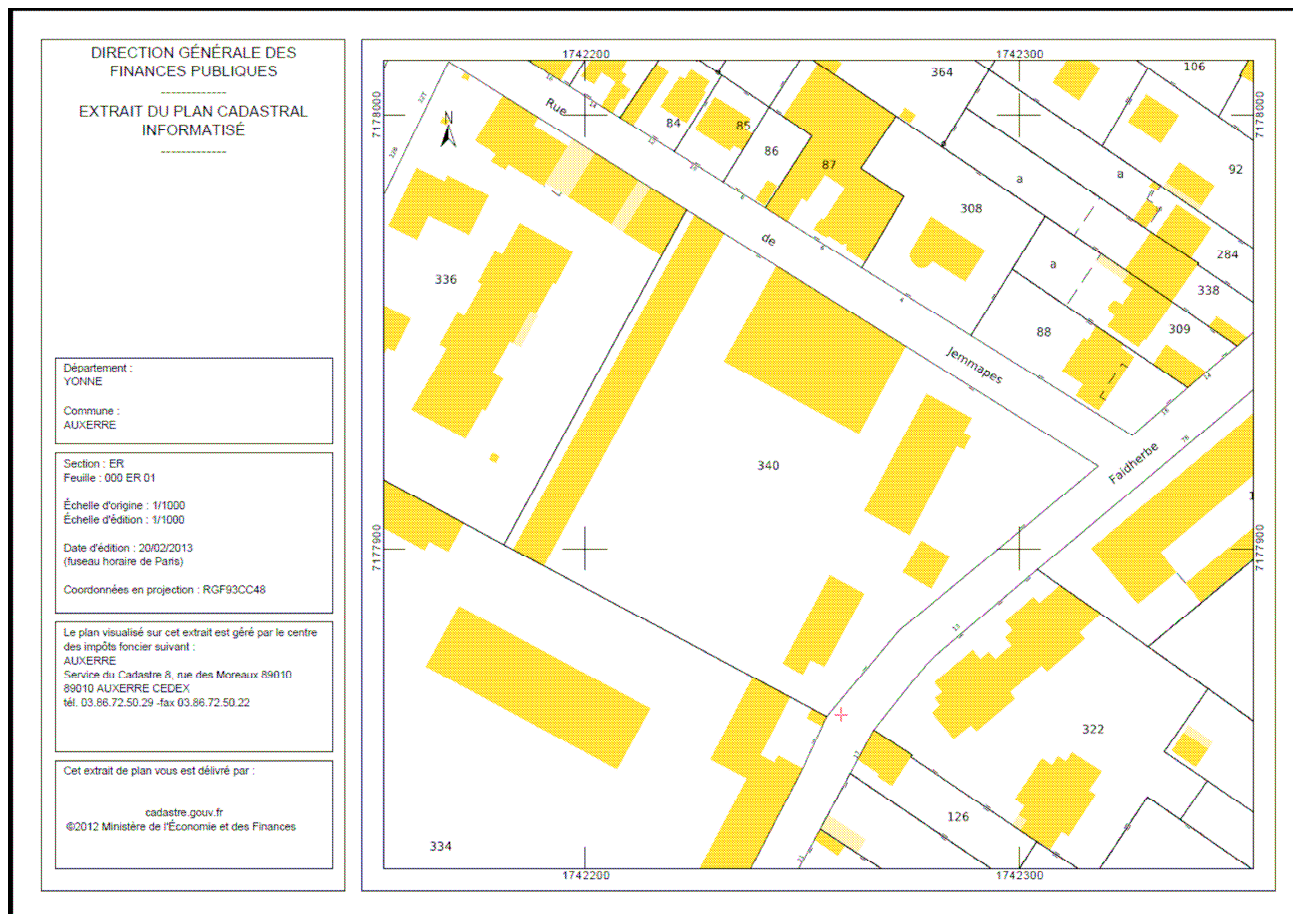 DIRECTION GÉNÉRALE DES
FINANCES PUBLIQUES
------------
EXTRAIT DU PLAN CADASTRAL
INFORMATISÉ
------------
Département :
YONNE
Commune :
AUXERRE
Section : ER
Feuille : 000 ER 01
Échelle d'origine : 1/1000
Échelle d'édition : 1/1000
Date d'édition : 20/02/2013
(fuseau horaire de Paris)
Coordonnées en projection : RGF93CC48
Le plan visualisé sur cet extrait est géré par le centre
des impôts foncier suivant :
AUXERRE
Service du Cadastre 8, rue des Moreaux 89010
89010 AUXERRE CEDEX
tél. 03.86.72.50.29 -fax 03.86.72.50.22
Cet extrait de plan vous est délivré par :
cadastre.gouv.fr
©2012 Ministère de l'Économie et des Finances
1742200
1742300
7178000
7178000
N
Rue
de
Jemmapes
Faidherbe
364
106
84
85
86
87
92
a
a
308
a
284
338
309
88
336
340
322
126
334
7177900
7177900
1742200
1742300